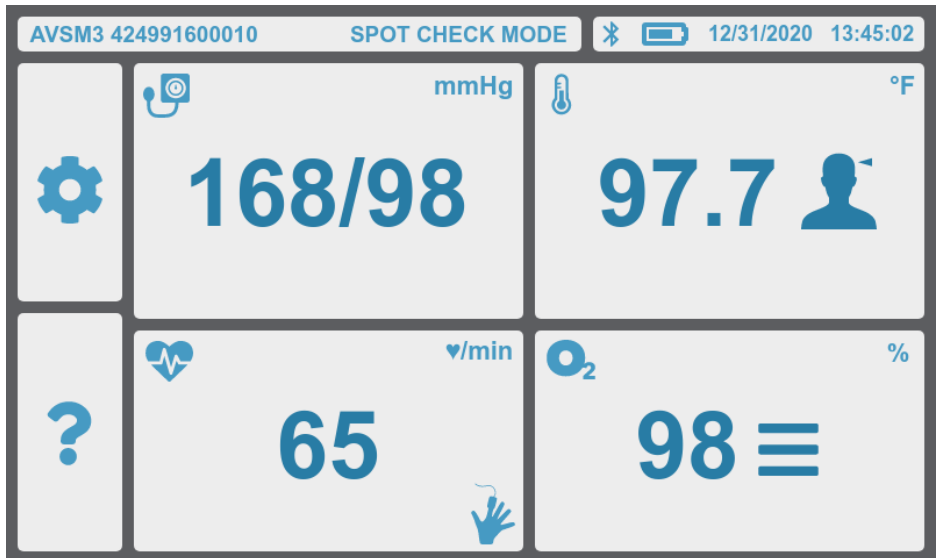 AVSM3 424991600010 SPOT CHECK MODE 12/31/2020 13:45:02
mmHg
168/98
°F
97.7
♥/min
65
O2 %
98
?